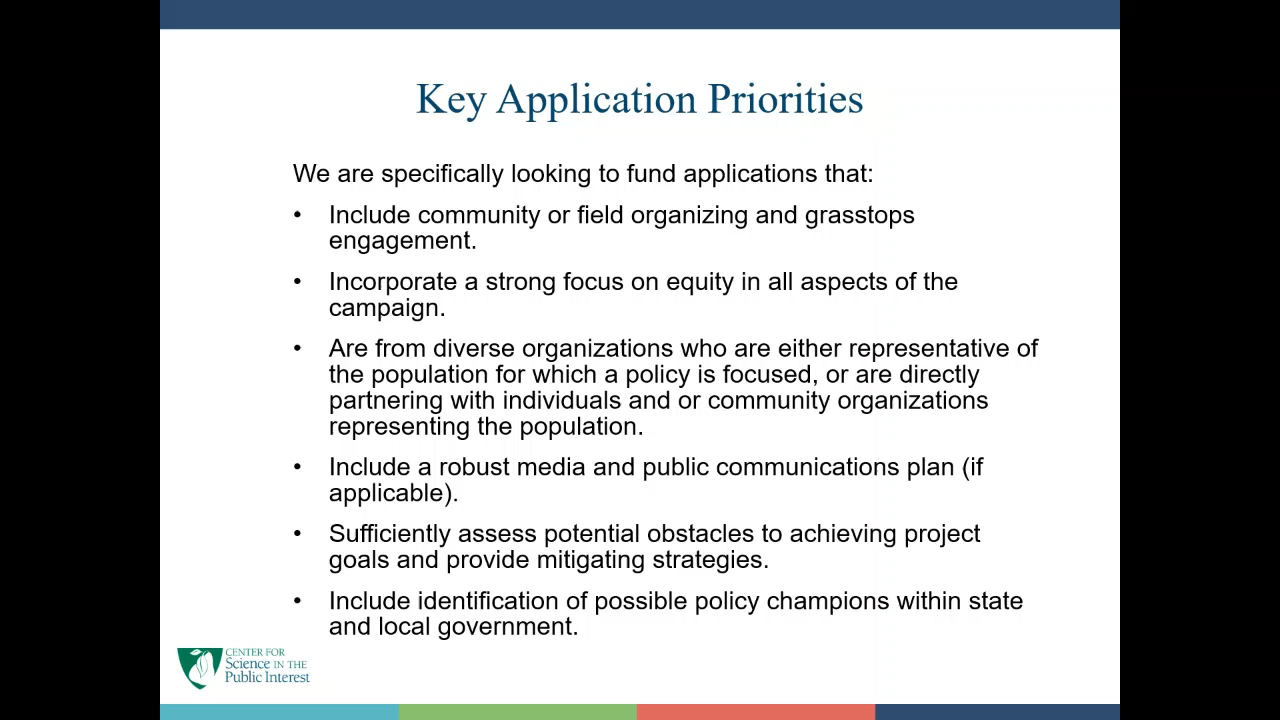 Key Application Priorities
We are specifically looking to fund applications that:
• Include community or field organizing and grasstops
engagement.
• Incorporate a strong focus on equity in all aspects of the
campaign.
• Are from diverse organizations who are either representative of
the population for which a policy is focused, or are directly
partnering with individuals and or community organizations
representing the population.
• Include a robust media and public communications plan (if
applicable).
• Sufficiently assess potential obstacles to achieving project
goals and provide mitigating strategies.
• Include identification of possible policy champions within state
and local government.
CENTER FOR
Science IN THE
Public Interest